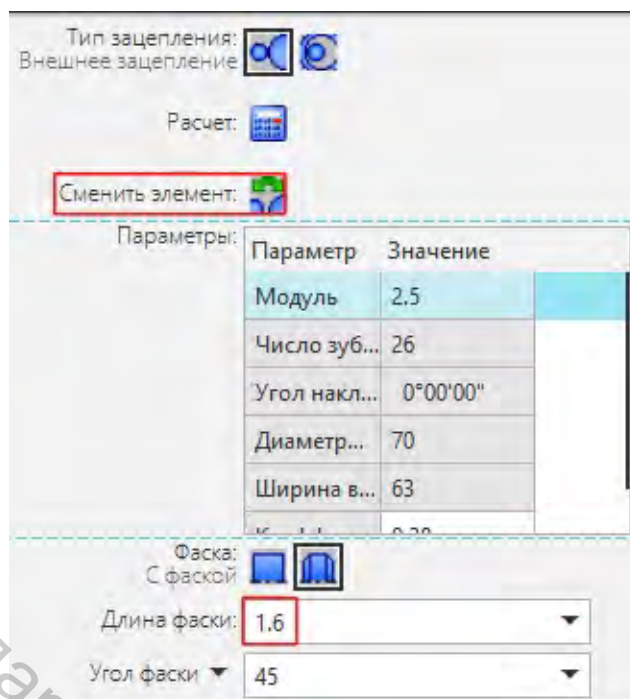 Тип зацепления:
Внешнее зацепление
Расчет:
Сменить элемент:
Параметры:
Параметр Значение
Модуль 2.5
Число зуб... 26
Угол накл... 0°00'00"
Диаметр... 70
Ширина в... 63
Фаска:
С фаской
Длина фаски: 1.6
Угол фаски 45